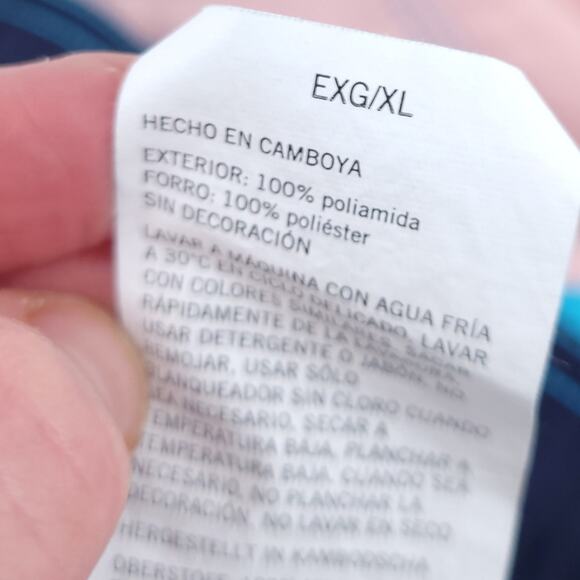 EXG/XL
HECHO EN CAMBOYA
EXTERIOR: 100% poliamida
FORRO: 100% poliéster
SIN DECORACIÓN
LAVAR A MÁQUINA CON AGUA FRÍA
A 30°C EN CICLO DELICADO, LAVAR
CON COLORES SIMILARES, SACAR
RÁPIDAMENTE DE LA LAVADORA,
USAR DETERGENTE O JABÓN, NO
REMOJAR, USAR SÓLO
BLANQUEADOR SIN CLORO CUANDO
SEA NECESARIO, SECAR A
TEMPERATURA BAJA, PLANCHAR A
TEMPERATURA BAJA, CUANDO SEA
NECESARIO, NO PLANCHAR LA
DECORACIÓN, NO LAVAR EN SECO
HERGESTELLT IN KAMBODSCHA
OBERSTOFF: